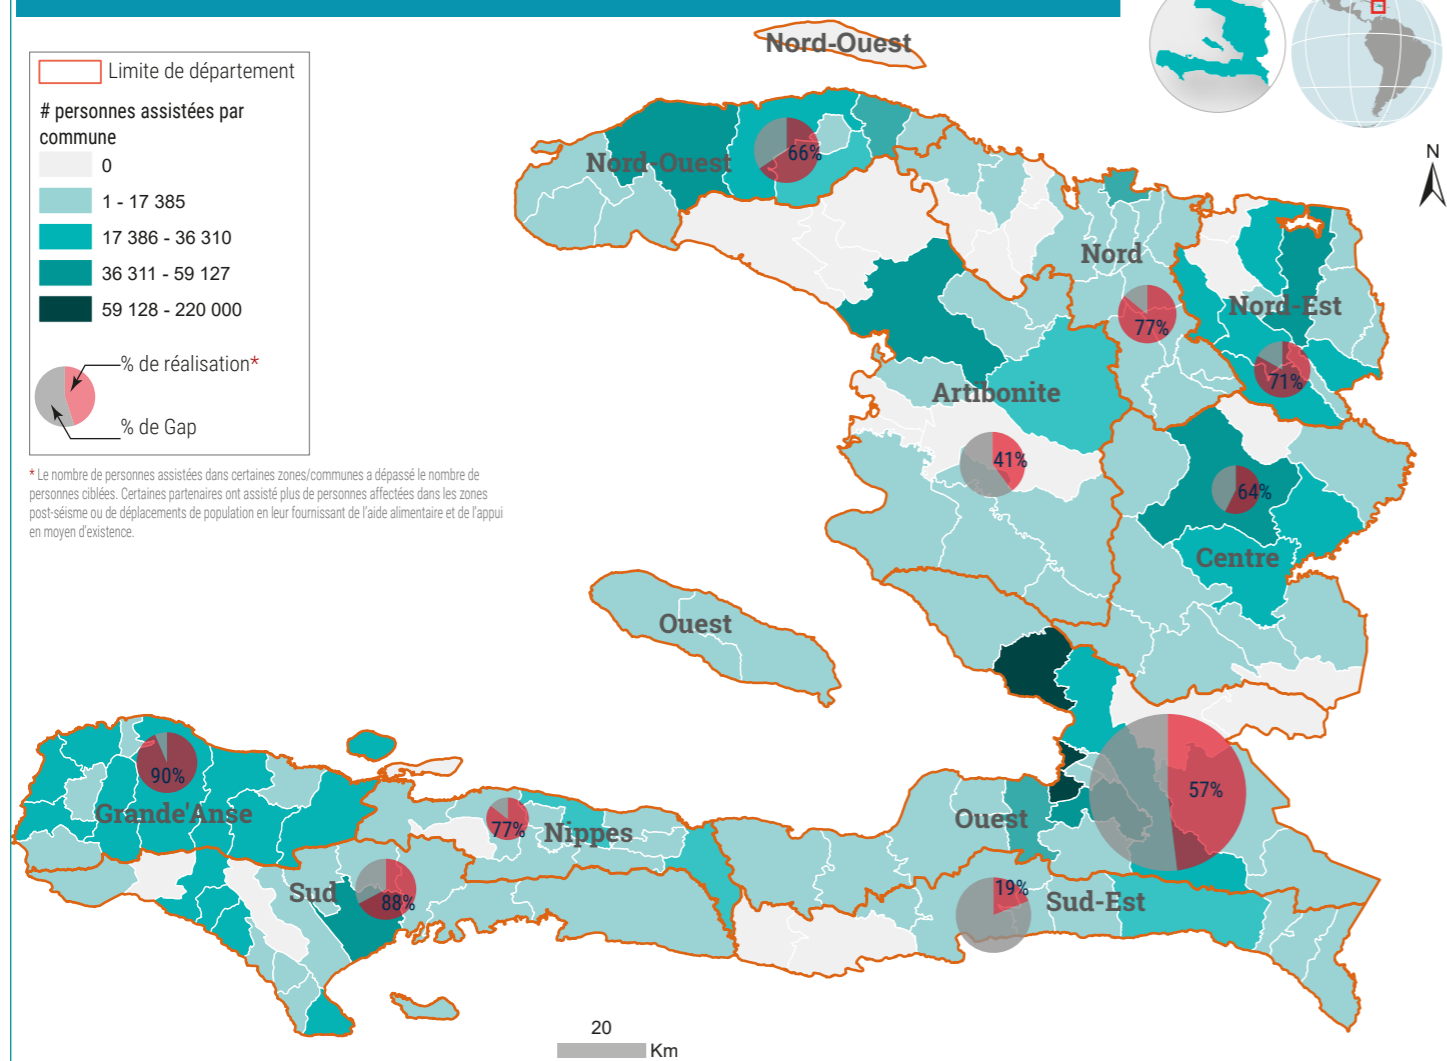 Limite de département
# personnes assistées par
commune
0
1 - 17 385
17 386 - 36 310
36 311 - 59 127
59 128 - 220 000
% de réalisation*
% de Gap
* Le nombre de personnes assistées dans certaines zones/communes a dépassé le nombre de
personnes ciblées. Certaines partenaires ont assisté plus de personnes affectées dans les zones
post-séisme ou de déplacements de population en leur fournissant de l'aide alimentaire et de l'appui
en moyen d'existence.
N
Nord-Ouest
Nord-Ouest
66%
Nord
77%
Nord-Est
71%
Artibonite
41%
64%
Centre
Ouest
57%
Ouest
90%
Grande'Anse
77%
Nippes
Sud
88%
19%
Sud-Est
20
Km